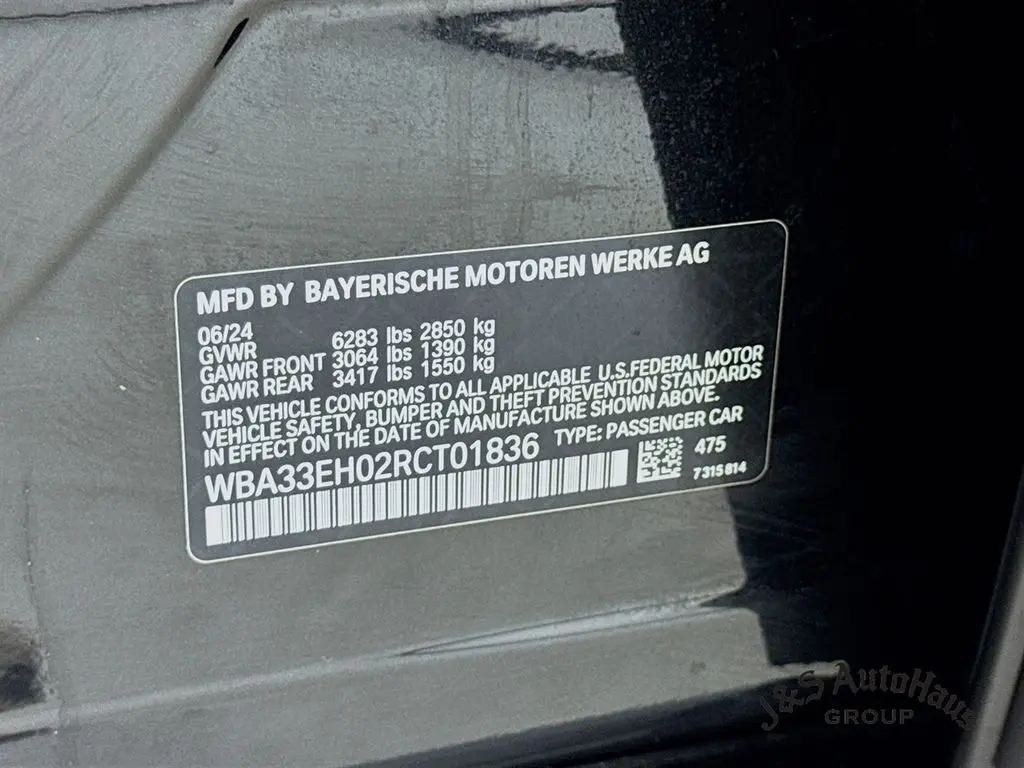 MFD BY BAYERISCHE MOTOREN WERKE AG
06/24
GVWR 6283 lbs 2850 kg
GAWR FRONT 3064 lbs 1390 kg
GAWR REAR 3417 lbs 1550 kg
THIS VEHICLE CONFORMS TO ALL APPLICABLE U.S.FEDERAL MOTOR
VEHICLE SAFETY, BUMPER AND THEFT PREVENTION STANDARDS
IN EFFECT ON THE DATE OF MANUFACTURE SHOWN ABOVE.
WBA33EH02RCT01836 TYPE: PASSENGER CAR
475
7315814
J&S AutoHaus
GROUP